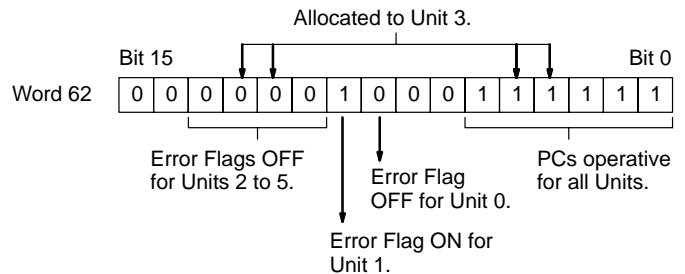 Allocated to Unit 3.
Bit 15 Bit 0
Word 62 0 0 0 0 0 0 1 0 0 0 1 1 1 1 1 1
Error Flags OFF
for Units 2 to 5.
Error Flag
OFF for Unit 0.
PCs operative
for all Units.
Error Flag ON for
Unit 1.